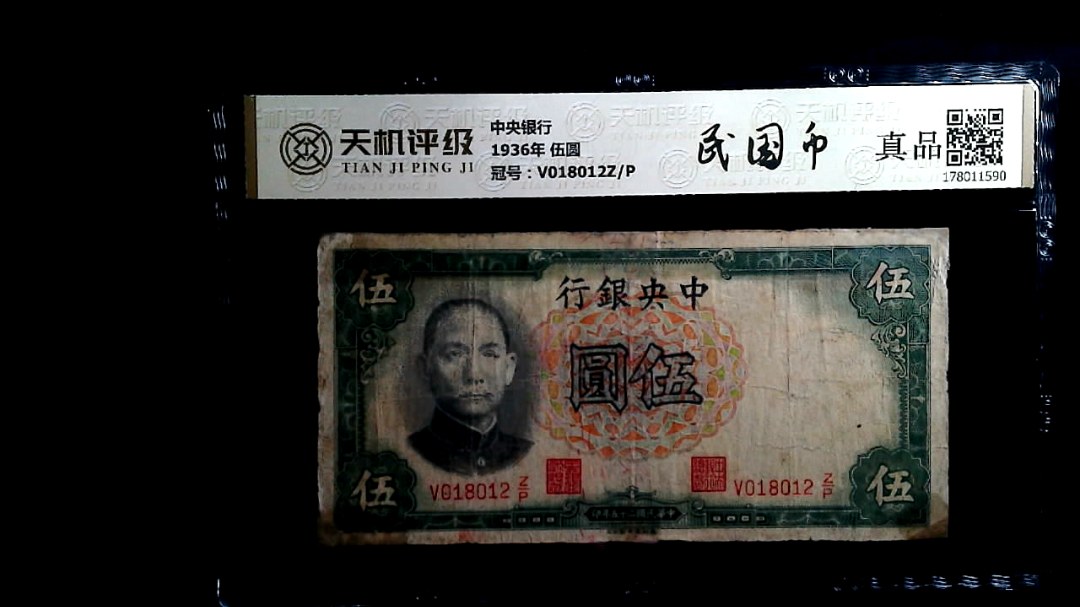 天机评级
TIAN JI PING JI
中央银行
1936年 伍圆
冠号：V018012Z/P
民国币
真品
178011590
行銀央中
伍
伍
圓伍
V018012 Z/P
V018012 Z/P
伍
伍